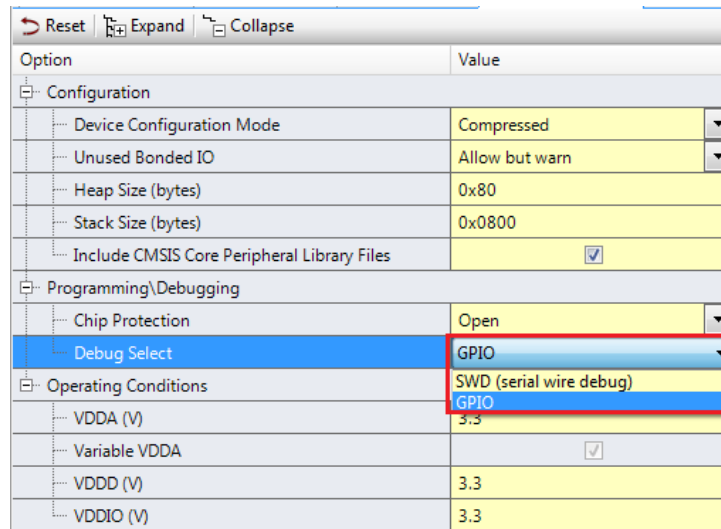 Reset Expand Collapse
Option Value
Configuration
Device Configuration Mode Compressed
Unused Bonded IO Allow but warn
Heap Size (bytes) 0x80
Stack Size (bytes) 0x0800
Include CMSIS Core Peripheral Library Files
Programming\Debugging
Chip Protection Open
Debug Select GPIO
SWD (serial wire debug)
Operating Conditions
GPIO
VDDA (V) 3.3
Variable VDDA
VDDD (V) 3.3
VDDIO (V) 3.3